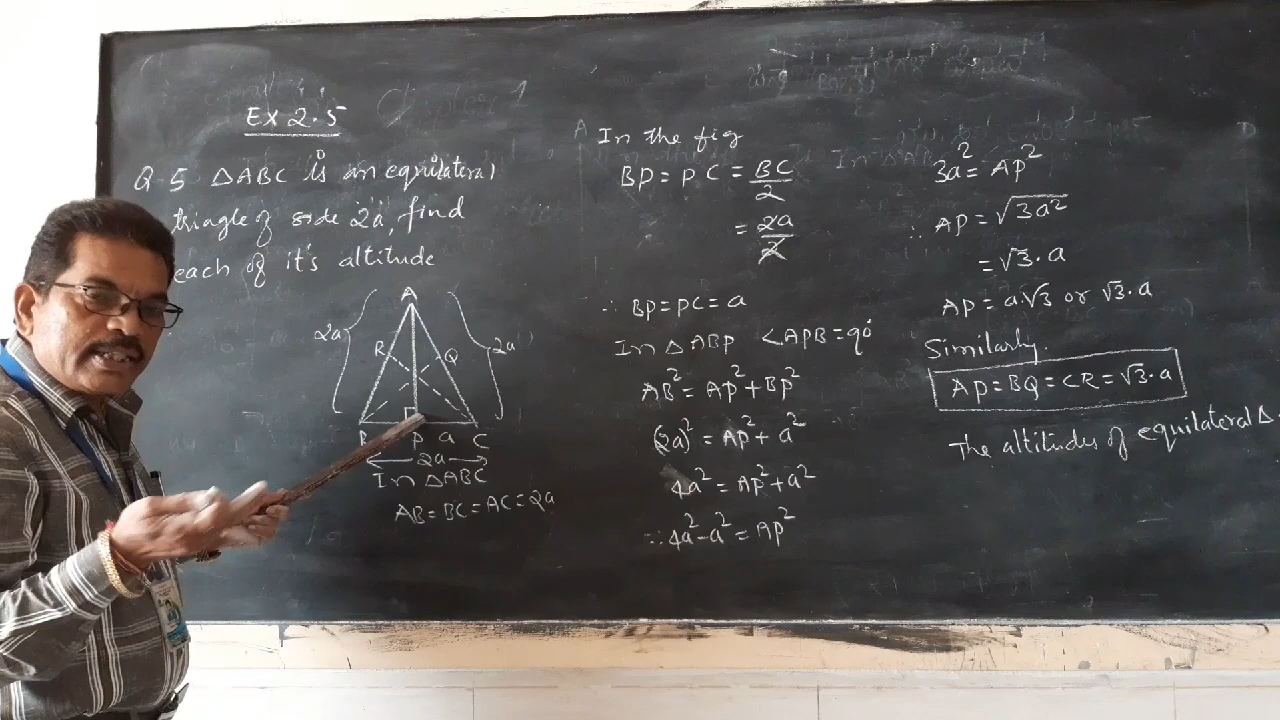 Ex 2.5
Q 5 △ABC is an equilateral
triangle of side 2a, find
each of it's altitude
A
2a
2a
R
Q
B
P
a
C
2a
In △ABC
AB = BC = AC = 2a
In the fig
BP = PC = BC/2
= 2a/2
∴ BP = PC = a
In △ABP <APB = 90°
AB² = AP² + BP²
(2a)² = AP² + a²
4a² = AP² + a²
∵ 4a² - a² = AP²
3a² = AP²
∴ AP = √3a²
= √3 . a
AP = a√3 or √3 . a
Similarly.
AP = BQ = CR = √3 . a
The altitudes of equilateral △.